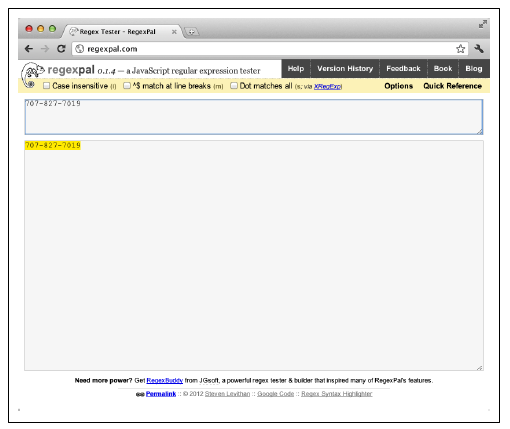 Regex Tester - RegexPal
regexpal.com
regexpal 0.1.4 — a JavaScript regular expression tester
Help Version History Feedback Book Blog
Case insensitive (i) ^$ match at line breaks (m) Dot matches all (s; via XRegExp) Options Quick Reference
707-827-7019
707-827-7019
Need more power? Get RegexBuddy from JGsoft, a powerful regex tester & builder that inspired many of RegexPal's features.
Permalink :: © 2012 Steven Levithan :: Google Code :: Regex Syntax Highlighter